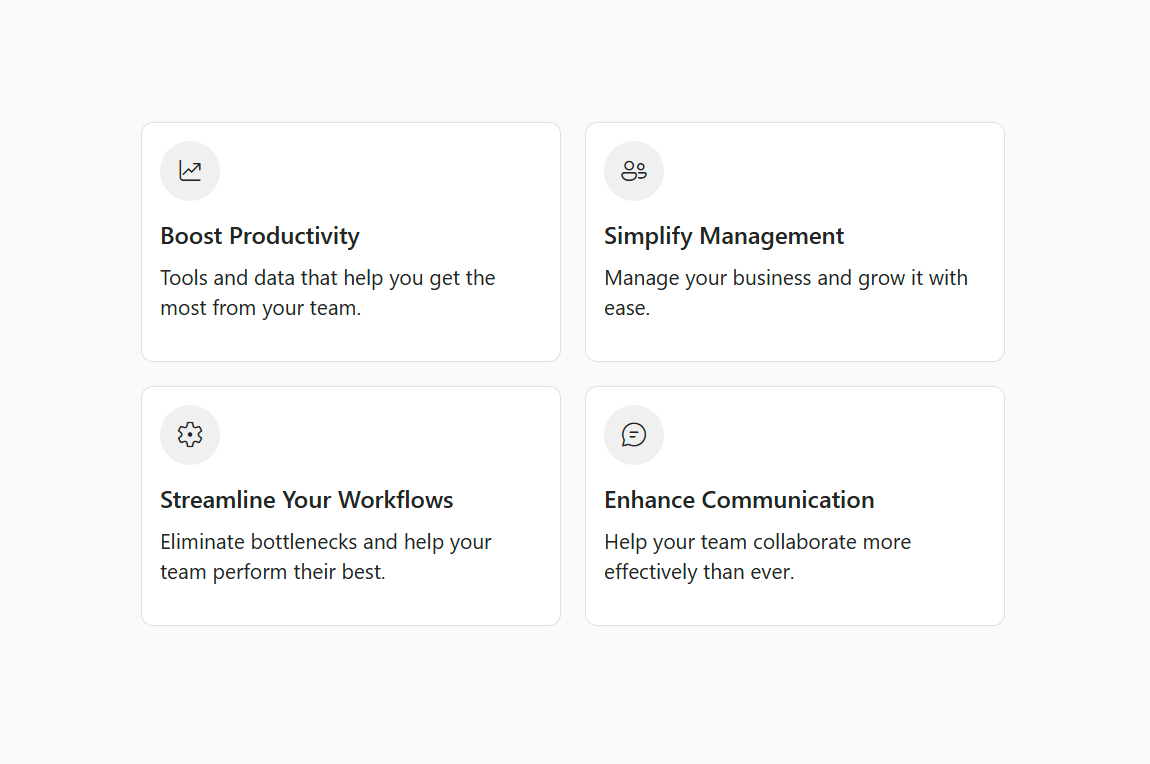 Boost Productivity
Tools and data that help you get the
most from your team.
Simplify Management
Manage your business and grow it with
ease.
Streamline Your Workflows
Eliminate bottlenecks and help your
team perform their best.
Enhance Communication
Help your team collaborate more
effectively than ever.